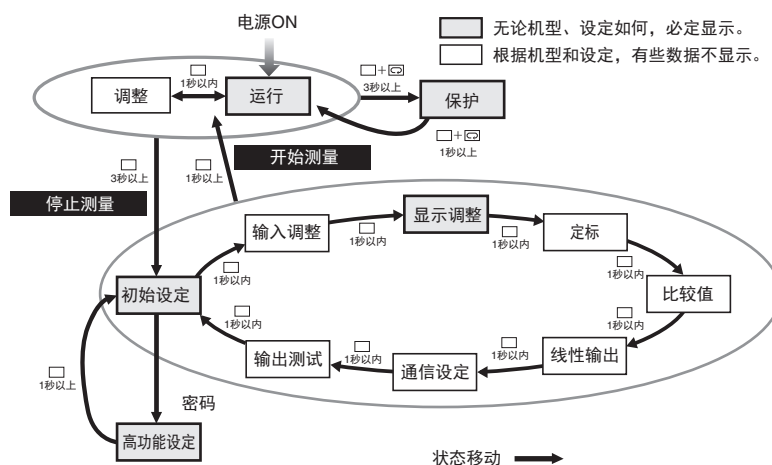 电源ON
无论机型、设定如何，必定显示。
根据机型和设定，有些数据不显示。
调整
1秒以内
运行
3秒以上
保护
1秒以上
开始测量
3秒以上
1秒以上
停止测量
输入调整
1秒以内
显示调整
1秒以内
定标
1秒以内
比较值
1秒以内
初始设定
1秒以内
1秒以内
输出测试
1秒以内
通信设定
1秒以内
线性输出
1秒以上
密码
高功能设定
状态移动